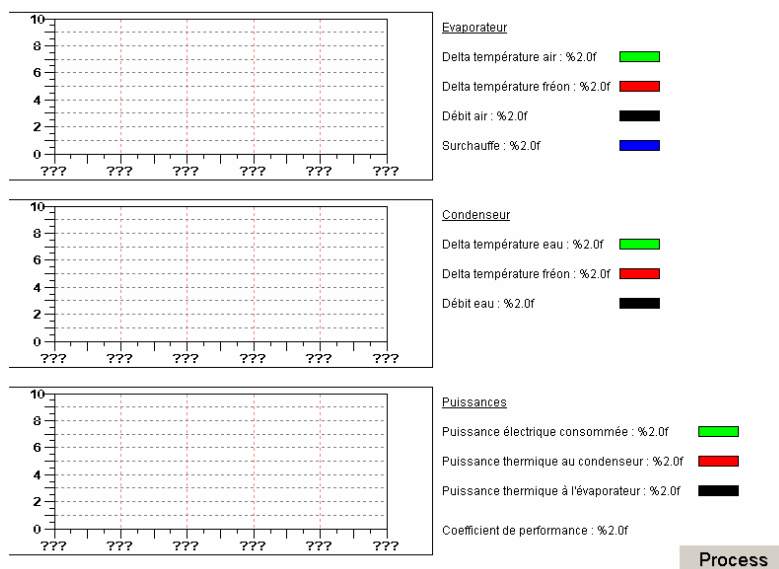 10
8
6
4
2
0
??? ??? ??? ??? ??? ???
Evaporateur
Delta température air : %2.0f
Delta température fréon : %2.0f
Débit air : %2.0f
Surchauffe : %2.0f
10
8
6
4
2
0
??? ??? ??? ??? ??? ???
Condenseur
Delta température eau : %2.0f
Delta température fréon : %2.0f
Débit eau : %2.0f
10
8
6
4
2
0
??? ??? ??? ??? ??? ???
Puissances
Puissance électrique consommée : %2.0f
Puissance thermique au condenseur : %2.0f
Puissance thermique à l'évaporateur : %2.0f
Coefficient de performance : %2.0f
Process